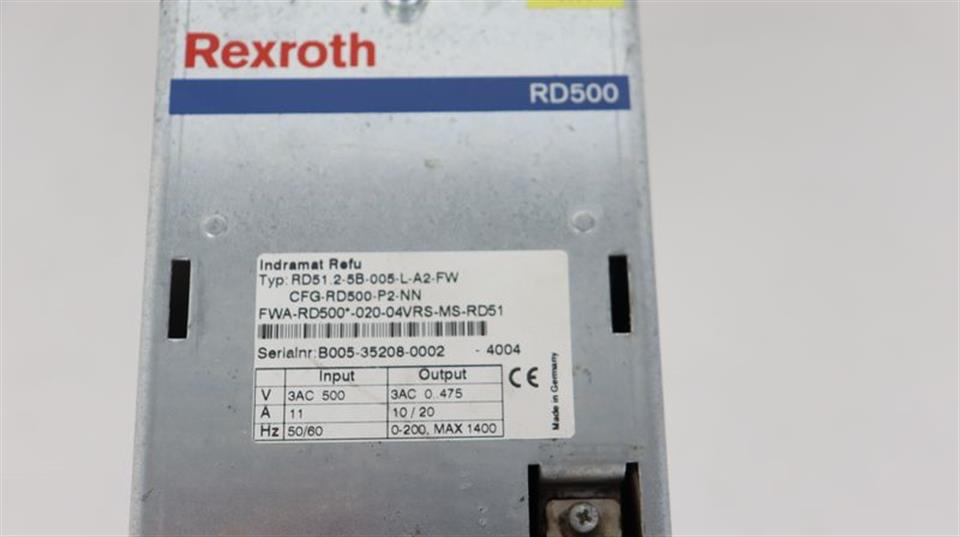 Rexroth
RD500
Indramat Refu
Typ: RD51.2-5B-005-L-A2-FW
CFG-RD500-P2-NN
FWA-RD500*-020-04VRS-MS-RD51
Serialnr: B005-35208-0002 - 4004
Input Output
V 3AC 500 3AC 0..475
A 11 10 / 20
Hz 50/60 0-200, MAX 1400
CE
Made in Germany